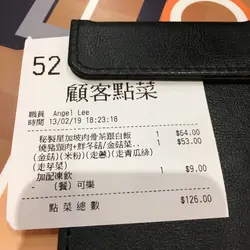 52
顧客點菜
職員 Angel Lee
時間 13/02/19 18:23:18
秘製星加坡肉骨茶跟白飯 1 $64.00
燒豬頸肉+鮮冬菇/金菇菜.. 1 $53.00
(金菇)(米粉)(走蔥)(走青瓜絲)
(走芽菜)
加配凍飲 1 $9.00
- (餐) 可樂
點菜總數 $126.00